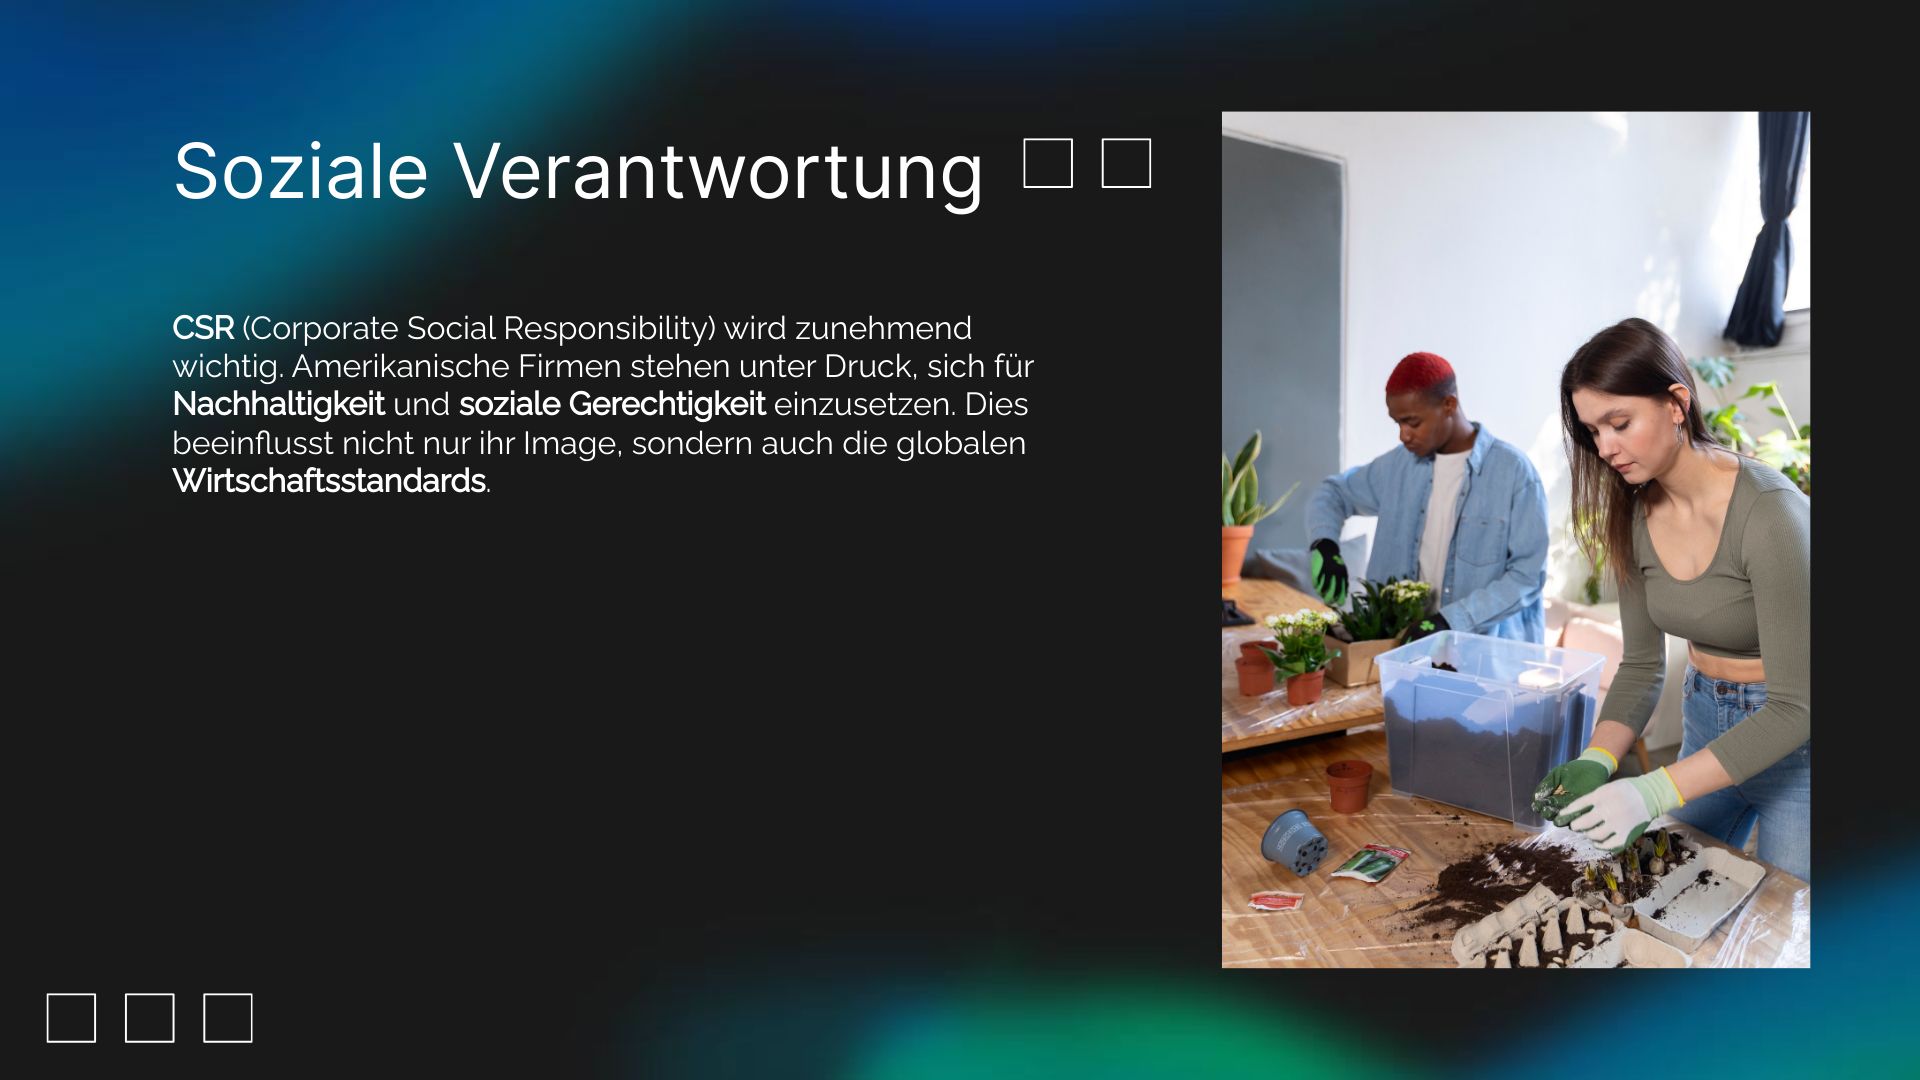 Soziale Verantwortung
CSR (Corporate Social Responsibility) wird zunehmend
wichtig. Amerikanische Firmen stehen unter Druck, sich für
Nachhaltigkeit und soziale Gerechtigkeit einzusetzen. Dies
beeinflusst nicht nur ihr Image, sondern auch die globalen
Wirtschaftsstandards.